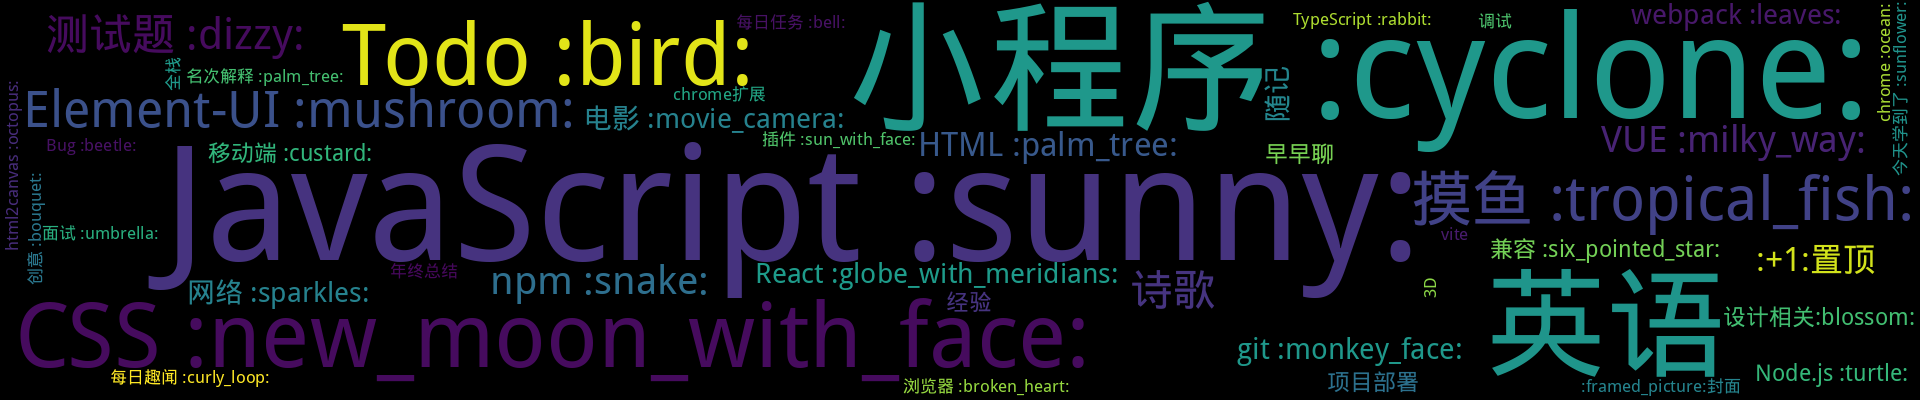 测试题 :dizzy:
Todo :bird:
每日任务 :bell:
小程序 :cyclone:
TypeScript :rabbit:
调试
webpack :leaves:
chrome :ocean:
今天学到了 :sunflower:
全栈
名次解释 :palm_tree:
chrome扩展
随记
html2canvas :octopus:
Element-UI :mushroom:
电影 :movie_camera:
插件 :sun_with_face:
HTML :palm_tree:
早早聊
VUE :milky_way:
Bug :beetle:
移动端 :custard:
JavaScript :sunny:
摸鱼 :tropical_fish:
创意 :bouquet:
面试 :umbrella:
vite
兼容 :six_pointed_star:
:+1:置顶
年终总结
网络 :sparkles:
npm :snake:
React :globe_with_meridians:
经验
诗歌
3D
英语
CSS :new_moon_with_face:
设计相关:blossom:
git :monkey_face:
每日趣闻 :curly_loop:
浏览器 :broken_heart:
项目部署
:framed_picture:封面
Node.js :turtle: